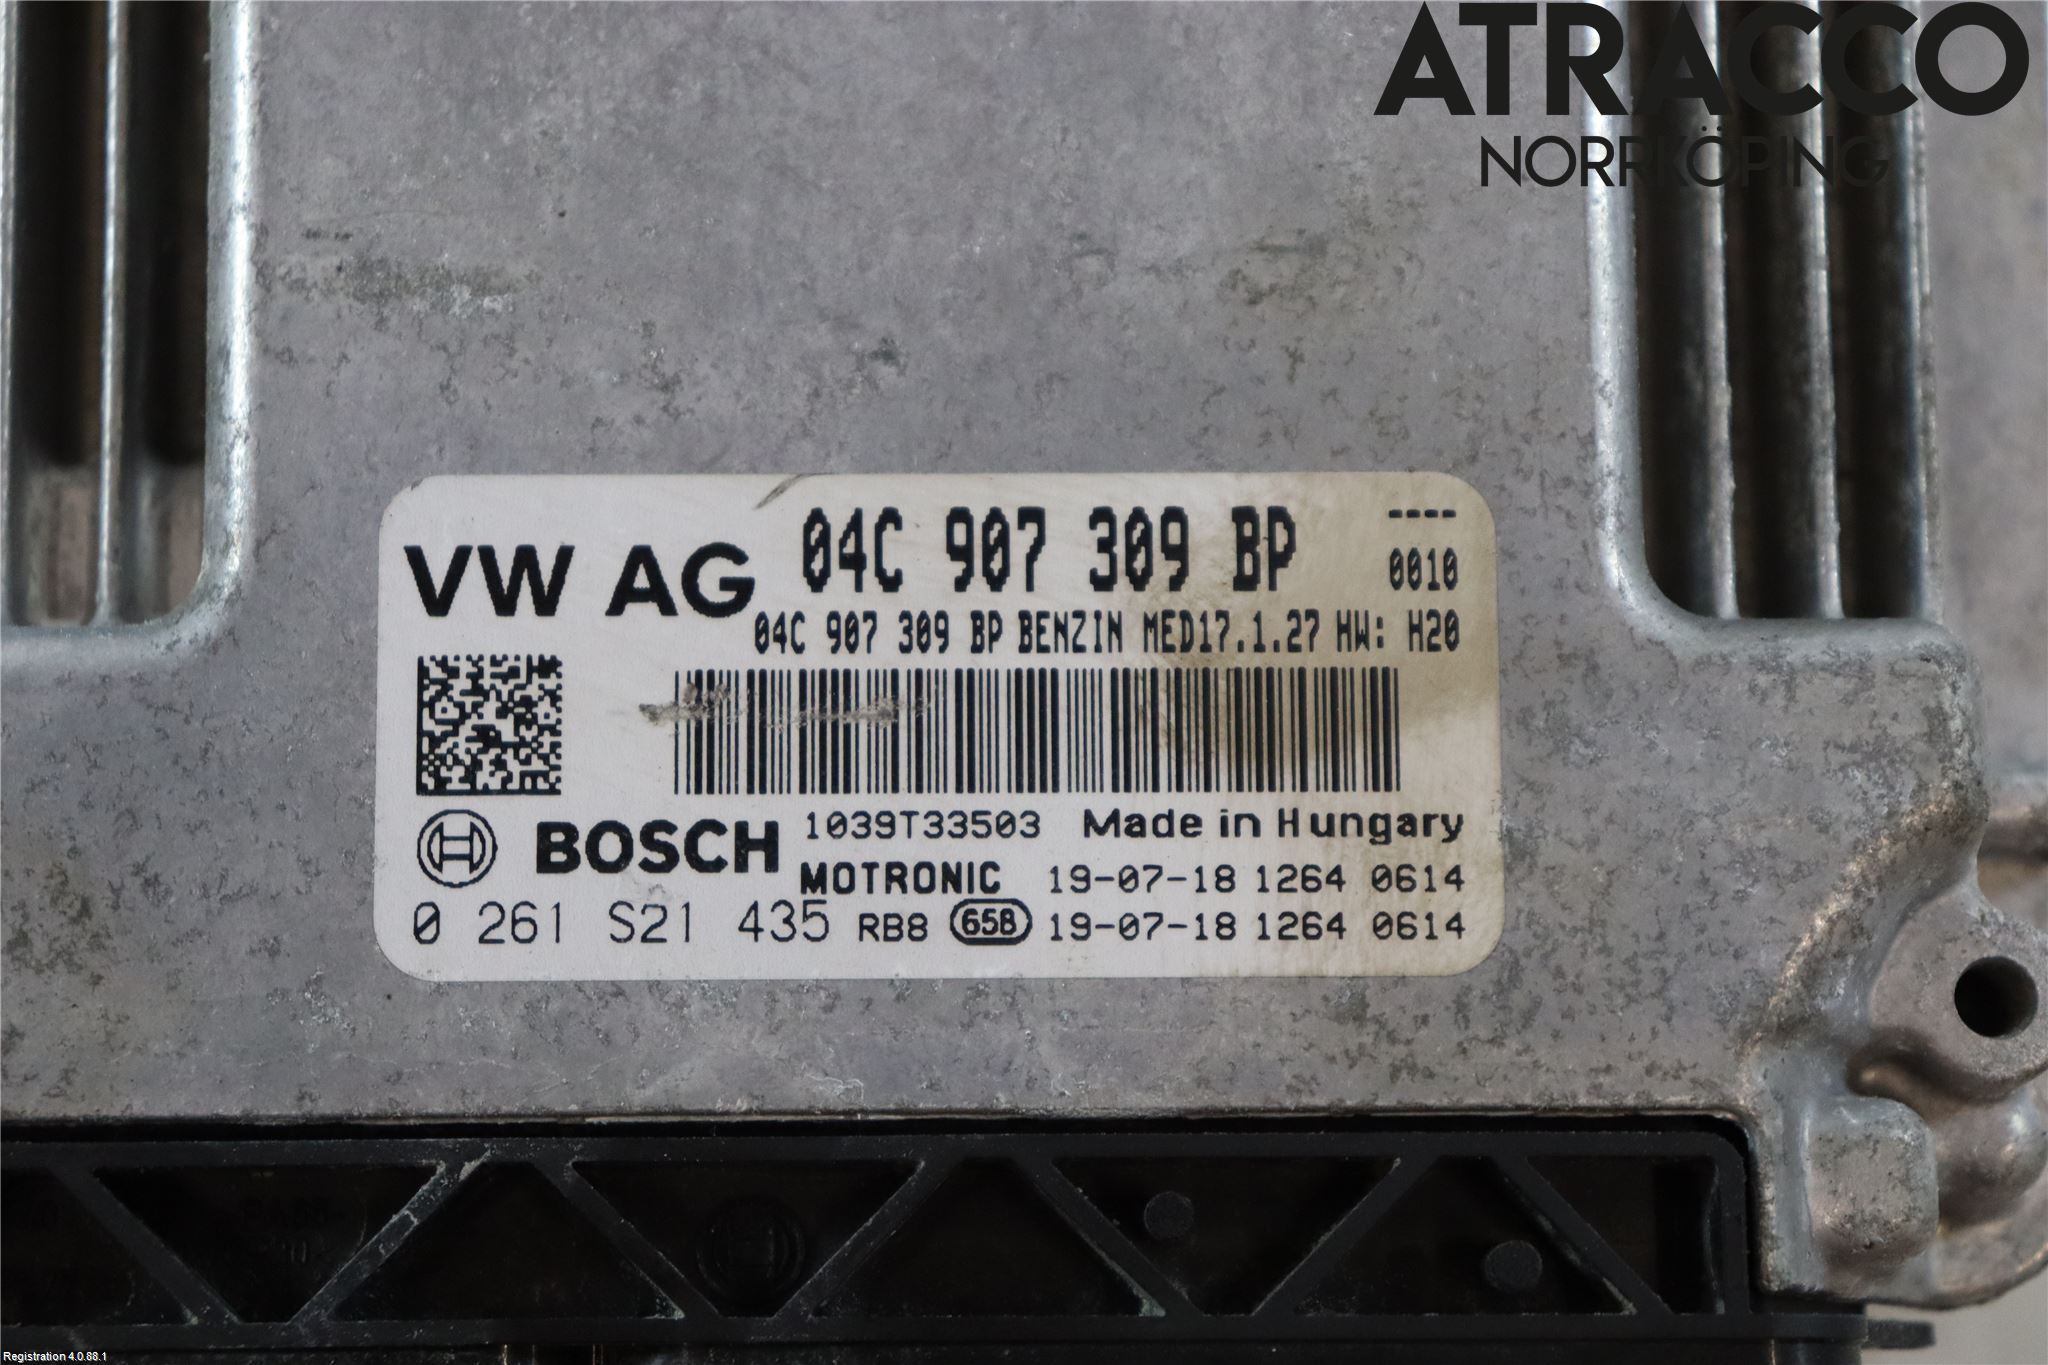 ATRACCO
NORRKÖPING
VW AG 04C 907 309 BP ----
0010
04C 907 309 BP BENZIN MED17.1.27 HW: H20
BOSCH 1039T33503 Made in Hungary
MOTRONIC 19-07-18 1264 0614
0 261 S21 435 RB8 658 19-07-18 1264 0614
Registration 4.0.88.1